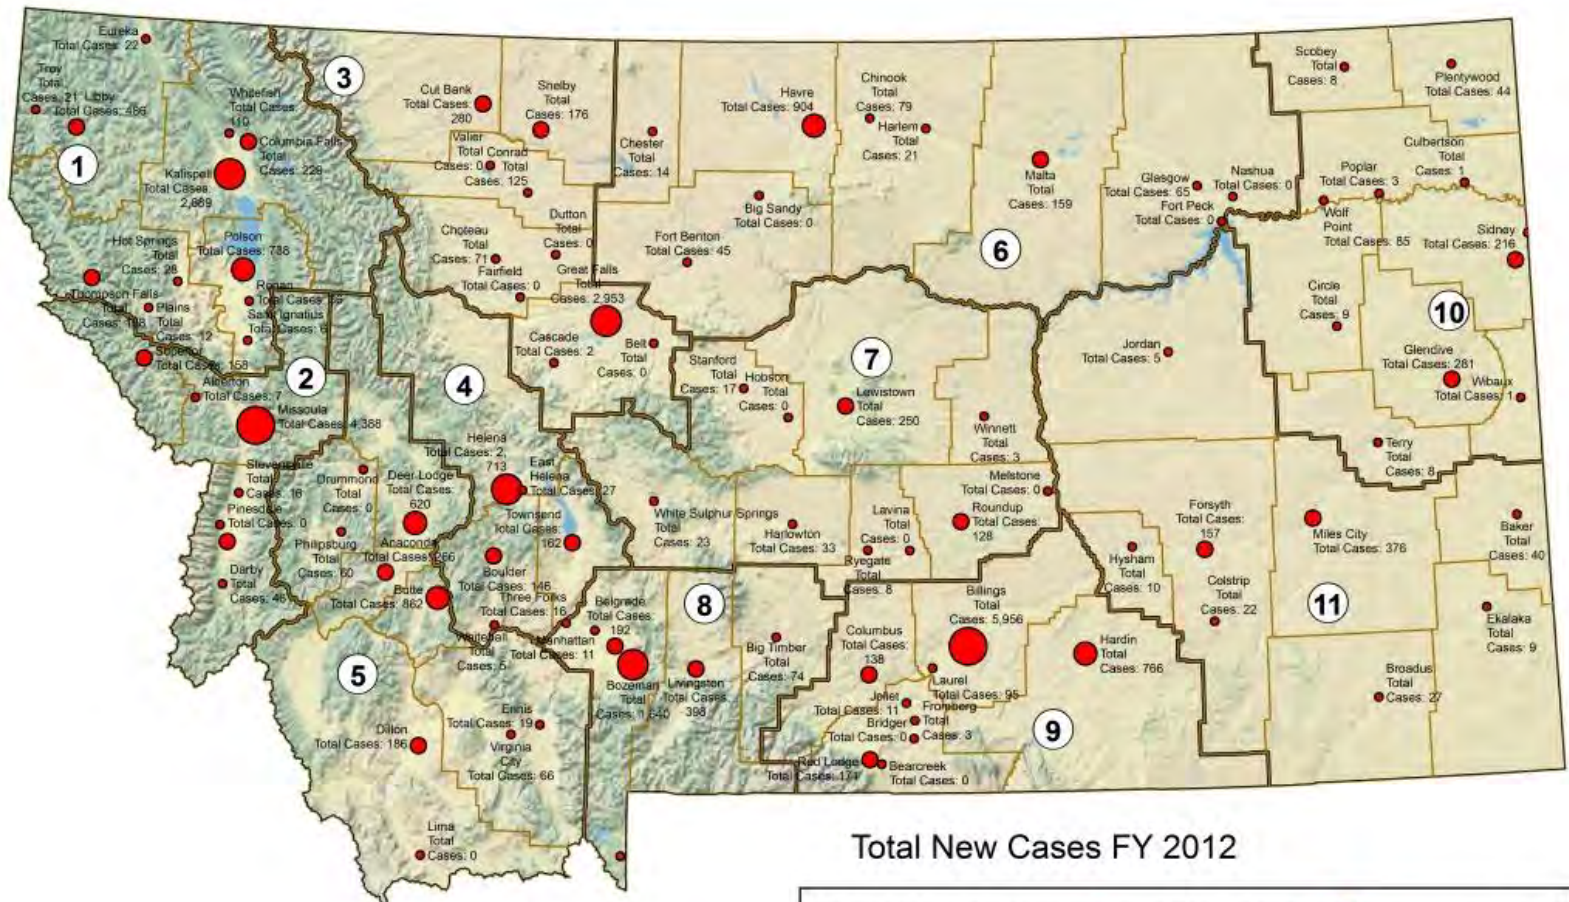 Eureka
Total Cases: 22
Troy
Total
Cases: 21
Libby
Total Cases: 486
Whitefish
Total Cases:
110
Columbia Falls
Total
Cases: 229
Kalispell
Total Cases:
1
Hot Springs
Total
Cases: 28
Polson
Total Cases: 738
Ronan
Total Cases:
Saint Ignatius
Total Cases: 6
Thompson Falls
Total
Cases:
Plains
Total
Cases: 12
Superior
Total Cases: 158
Alberton
Total Cases: 7
2
Missoula
Total Cases: 4,388
3
Cut Bank
Total Cases:
280
Shelby
Total
Cases: 176
Valier
Total
Cases: 0
Conrad
Total
Cases: 125
Choteau
Total
Cases: 71
Fairfield
Total Cases: 0
Dutton
Total
Cases: 0
Great Falls
Total
Cases: 2,953
Cascade
Total Cases: 2
Belt
Total
Cases: 0
4
Helena
Total Cases: 2,
713
East
Helena
Total Cases: 27
Townsend
Total Cases:
162
Boulder
Total Cases: 146
Three Forks
Total Cases: 16
Whitehall
Total
Cases: 5
Stevensville
Total
Cases: 16
Pinesdale
Total Cases: 0
Darby
Total
Cases: 46
Drummond
Total
Cases: 0
Philipsburg
Total
Cases: 60
Deer Lodge
Total Cases:
620
Anaconda
Total Cases: 266
Butte
Total Cases: 862
5
Dillon
Total Cases: 186
Ennis
Total Cases: 19
Virginia
City
Total Cases: 66
Lima
Total
Cases: 0
Chester
Total
Cases: 14
Havre
Total Cases: 904
Chinook
Total
Cases: 79
Harlem
Total
Cases: 21
Big Sandy
Total Cases: 0
Fort Benton
Total Cases: 45
Malta
Total
Cases: 159
6
Glasgow
Total Cases: 65
Nashua
Total Cases: 0
Fort Peck
Total Cases: 0
Scobey
Total
Cases: 8
Plentywood
Total Cases: 44
Culbertson
Total
Cases: 1
Poplar
Total Cases: 3
Wolf
Point
Total Cases: 85
Sidney
Total Cases: 216
Circle
Total
Cases: 9
10
Glendive
Total Cases: 281
Wibaux
Total Cases: 1
Terry
Total
Cases: 8
Stanford
Total
Cases: 17
Hobson
Total
Cases: 0
7
Lewistown
Total
Cases: 250
Winnett
Total
Cases: 3
Jordan
Total Cases: 5
Melstone
Total Cases: 0
Roundup
Total Cases:
128
Lavina
Total
Cases: 0
Ryegate
Total
Cases: 8
White Sulphur Springs
Total
Cases: 23
Harlowton
Total Cases: 33
8
Belgrade
Total Cases:
192
Manhattan
Total Cases: 11
Bozeman
Total
Cases: 1,640
Livingston
Total Cases:
398
Big Timber
Total
Cases: 74
Columbus
Total Cases:
138
Billings
Total
Cases: 5,956
Hardin
Total
Cases: 766
Laurel
Total Cases: 95
Joliet
Total Cases: 11
Fromberg
Total
Cases: 3
Bridger
Total Cases: 0
Red Lodge
Total Cases: 171
Bearcreek
Total Cases: 0
9
Hysham
Total
Cases: 10
Forsyth
Total Cases:
157
Colstrip
Total
Cases: 22
Miles City
Total Cases: 376
11
Baker
Total
Cases: 40
Ekalaka
Total
Cases: 9
Broadus
Total
Cases: 27
Total New Cases FY 2012